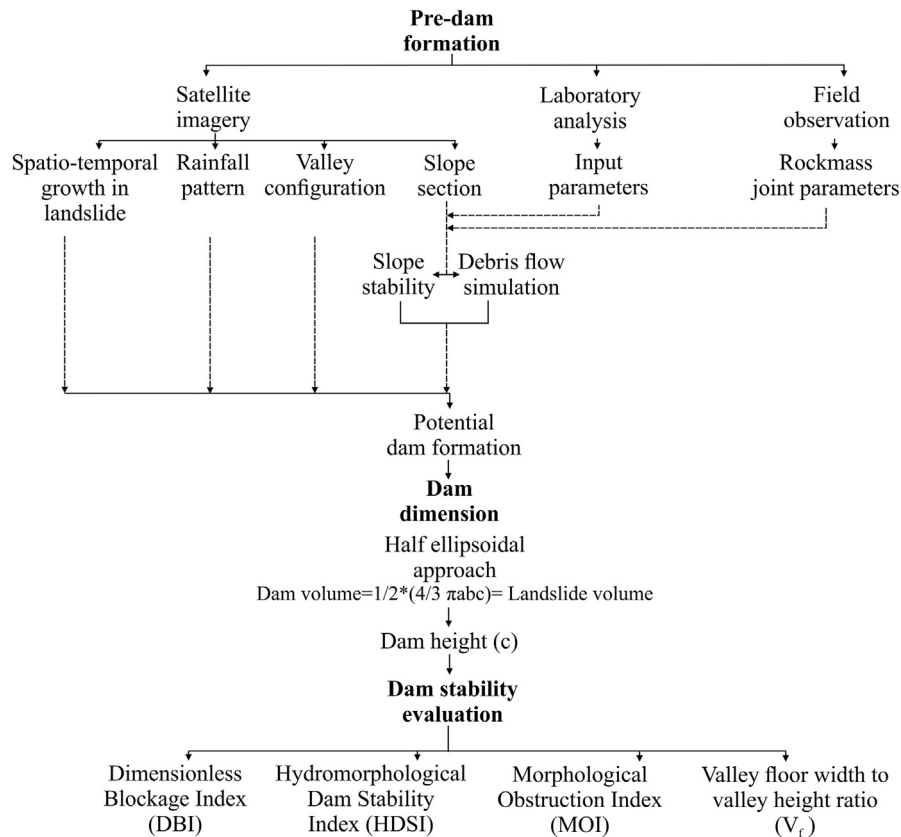 Pre-dam
formation
Satellite
imagery
Laboratory
analysis
Field
observation
Spatio-temporal
growth in
landslide
Rainfall
pattern
Valley
configuration
Slope
section
Input
parameters
Rockmass
joint parameters
Slope
stability
Debris flow
simulation
Potential
dam formation
Dam
dimension
Half ellipsoidal
approach
Dam volume=1/2*(4/3 πabc)= Landslide volume
Dam height (c)
Dam stability
evaluation
Dimensionless
Blockage Index
(DBI)
Hydromorphological
Dam Stability
Index (HDSI)
Morphological
Obstruction Index
(MOI)
Valley floor width to
valley height ratio
(Vf)